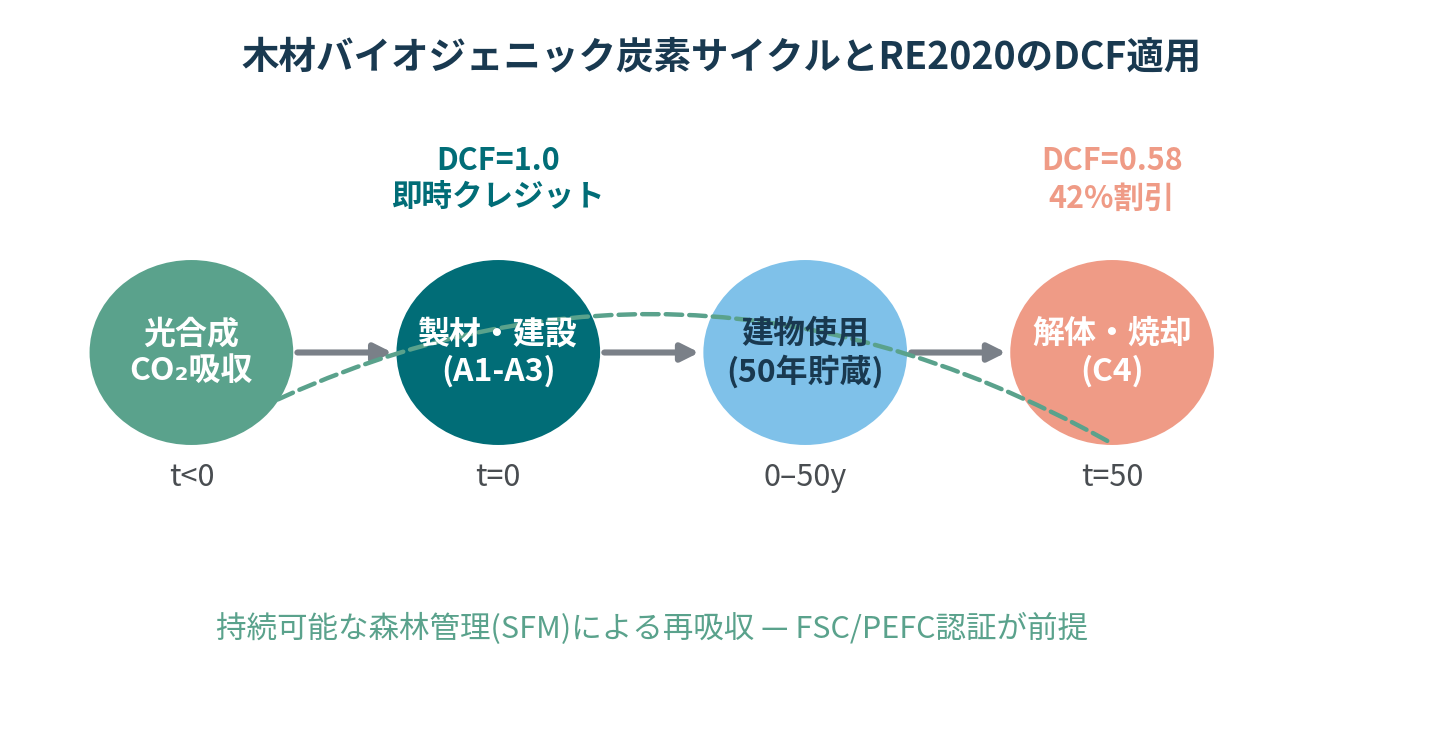 木材バイオジェニック炭素サイクルとRE2020のDCF適用
DCF=1.0
即時クレジット
DCF=0.58
42%割引
光合成
CO₂吸収
製材・建設
(A1-A3)
建物使用
(50年貯蔵)
解体・焼却
(C4)
t<0
t=0
0–50y
t=50
持続可能な森林管理(SFM)による再吸収 — FSC/PEFC認証が前提